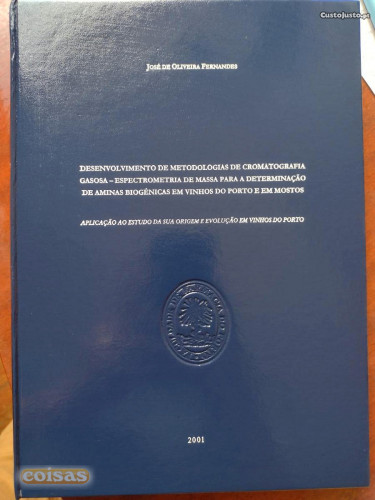 CustoJusto.pt
JOSÉ DE OLIVEIRA FERNANDES
DESENVOLVIMENTO DE METODOLOGIAS DE CROMATOGRAFIA
GASOSA – ESPECTROMETRIA DE MASSA PARA A DETERMINAÇÃO
DE AMINAS BIOGÉNICAS EM VINHOS DO PORTO E EM MOSTOS
APLICAÇÃO AO ESTUDO DA SUA ORIGEM E EVOLUÇÃO EM VINHOS DO PORTO
2001
coisas